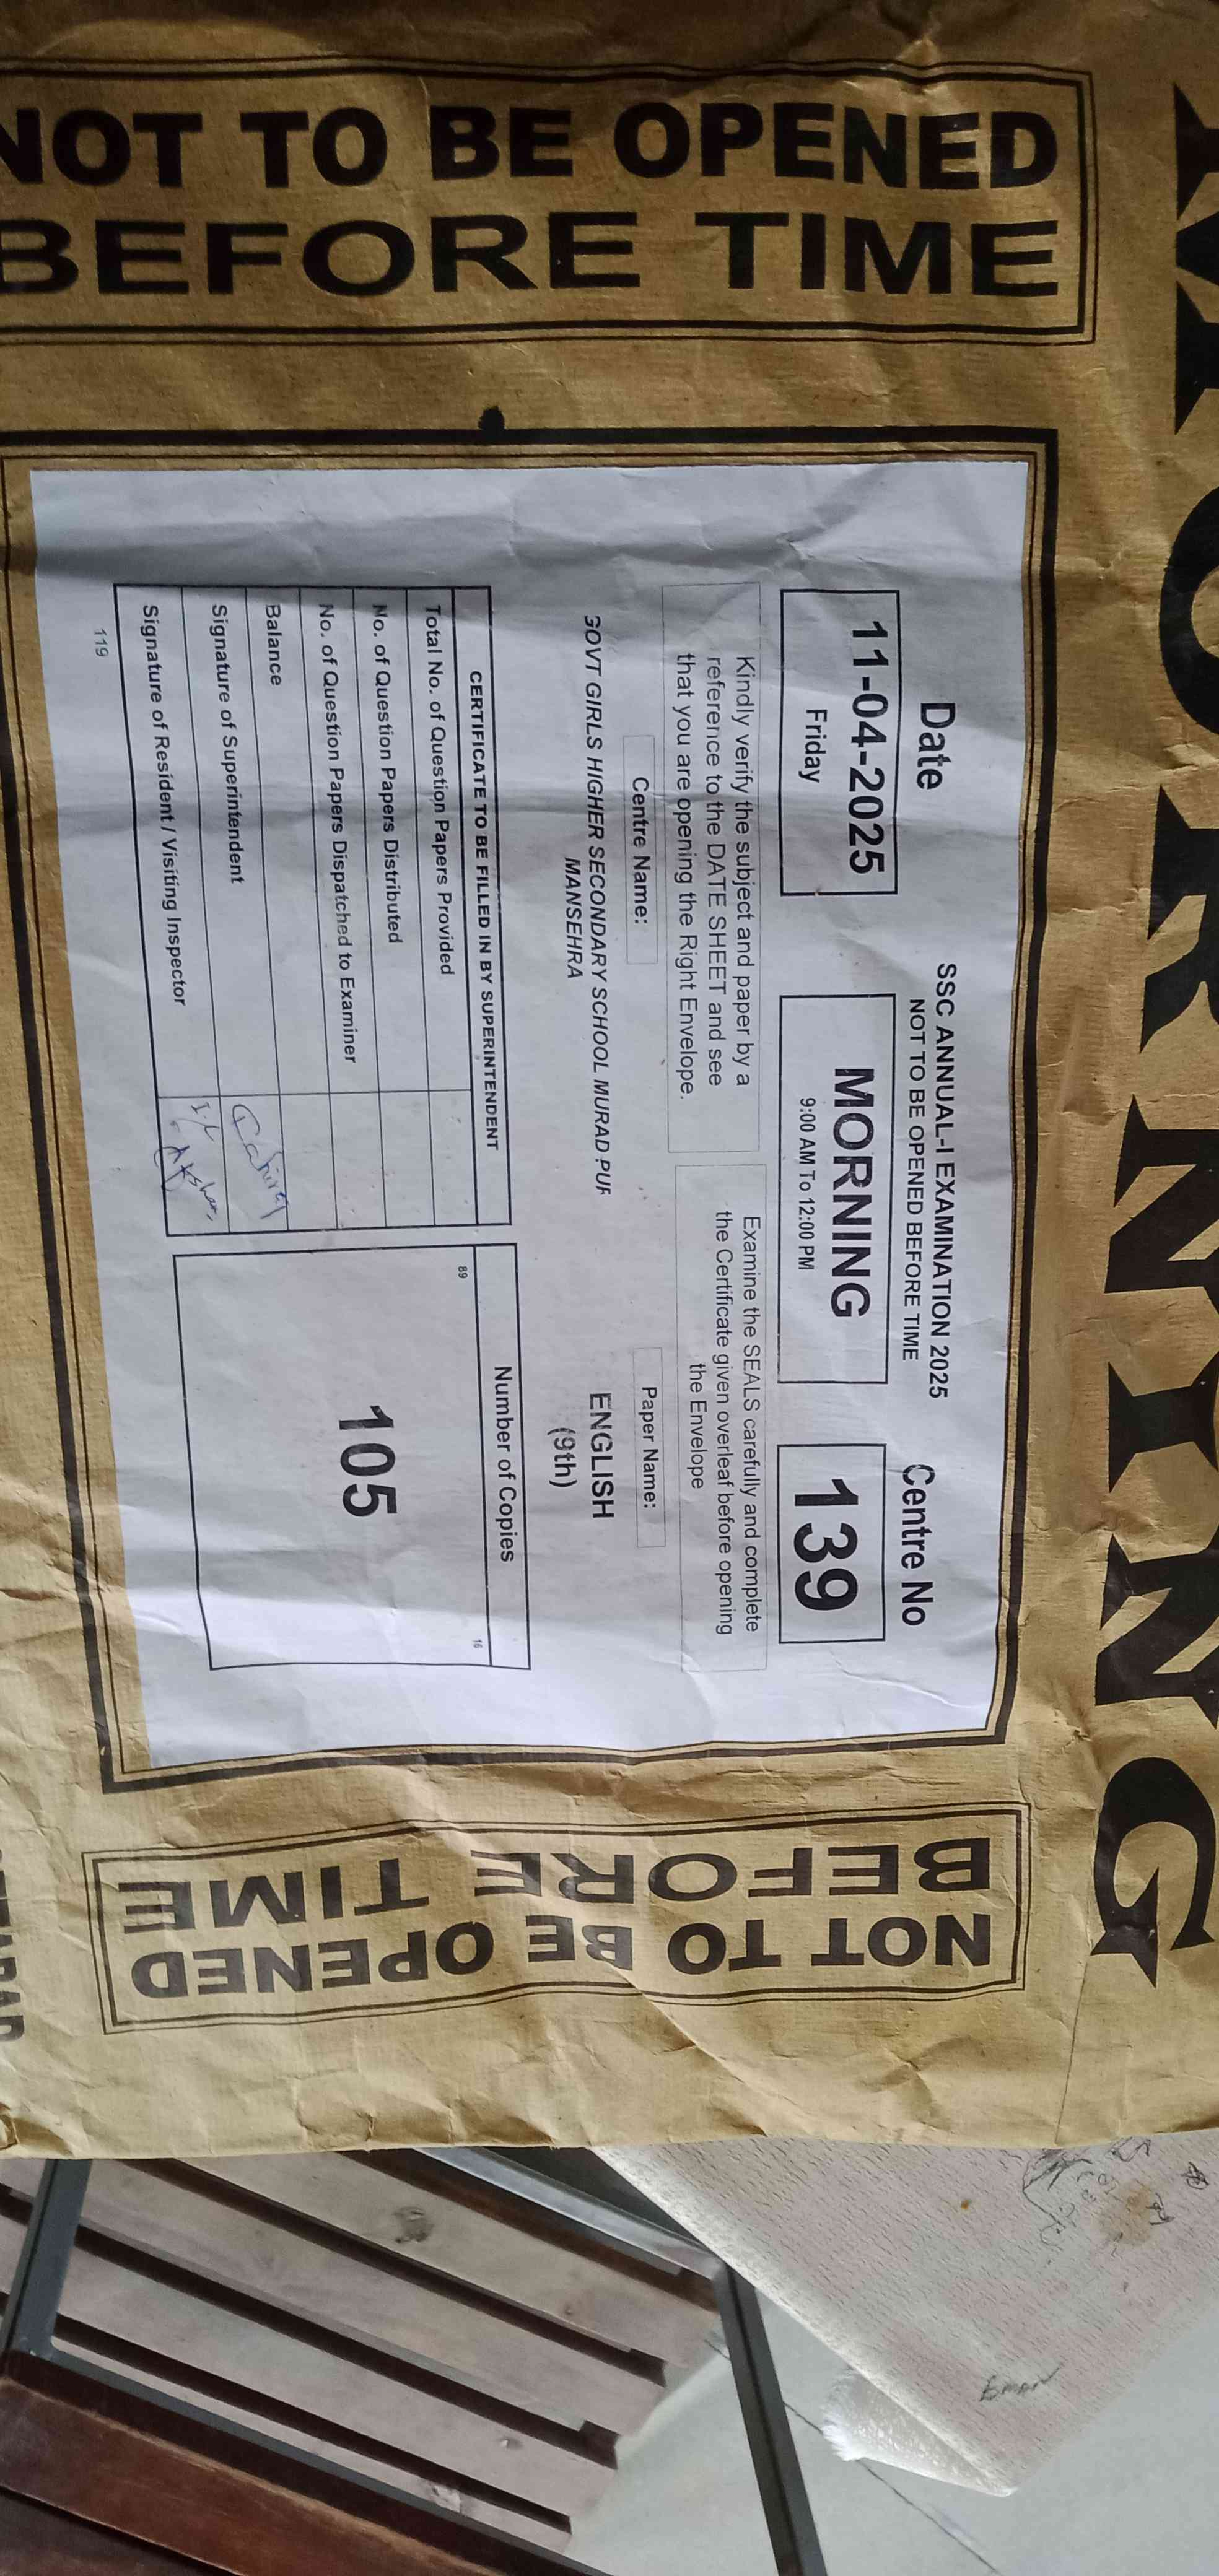 MORNING
NOT TO BE OPENED
BEFORE TIME
SSC ANNUAL-I EXAMINATION 2025
NOT TO BE OPENED BEFORE TIME
Date
Centre No
11-04-2025
Friday
MORNING
9:00 AM To 12:00 PM
139
Kindly verify the subject and paper by a
reference to the DATE SHEET and see
that you are opening the Right Envelope.
Examine the SEALS carefully and complete
the Certificate given overleaf before opening
the Envelope
Centre Name:
Paper Name:
GOVT GIRLS HIGHER SECONDARY SCHOOL MURAD PUR
MANSEHRA
ENGLISH
(9th)
CERTIFICATE TO BE FILLED IN BY SUPERINTENDENT
Total No. of Question Papers Provided
No. of Question Papers Distributed
No. of Question Papers Dispatched to Examiner
Balance
Signature of Superintendent
Signature of Resident / Visiting Inspector
119
Number of Copies
89
16
105
NOT TO BE OPENED
BEFORE TIME
Eman